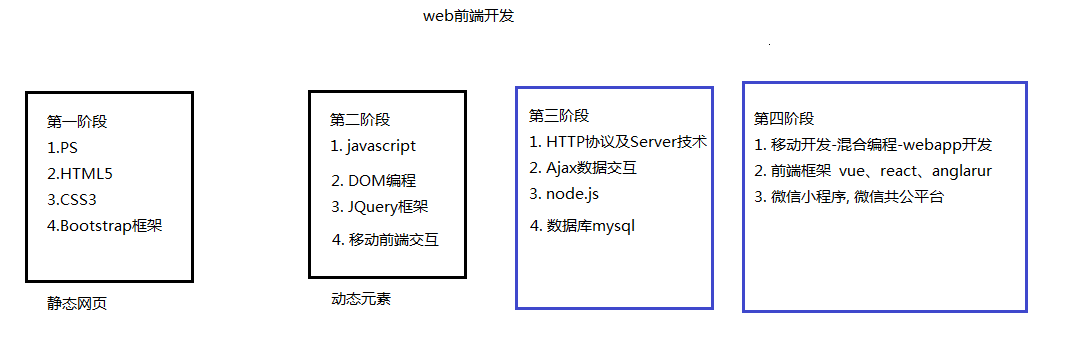 web前端开发
第一阶段
1.PS
2.HTML5
3.CSS3
4.Bootstrap框架
静态网页
第二阶段
1. javascript
2. DOM编程
3. JQuery框架
4. 移动前端交互
动态元素
第三阶段
1. HTTP协议及Server技术
2. Ajax数据交互
3. node.js
4. 数据库mysql
第四阶段
1. 移动开发-混合编程-webapp开发
2. 前端框架 vue、react、anglarur
3. 微信小程序, 微信共公平台